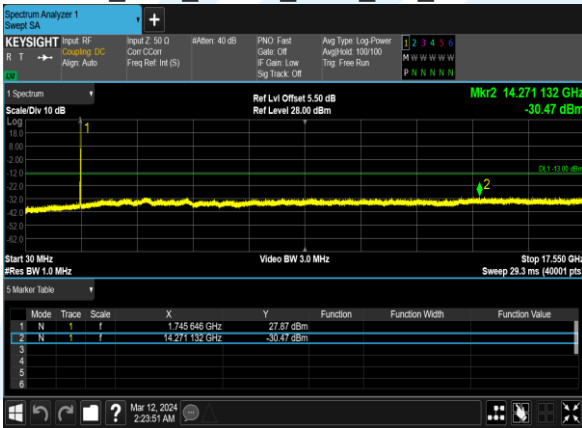 Spectrum Analyzer 1
Swept SA
+
KEYSIGHT Input: RF Input Z: 50 Ω #Atten: 40 dB PNO: Fast Avg Type: Log-Power 1 2 3 4 5 6
R T Coupling: DC Corr CCorr Gate: Off Avg|Hold: 100/100 M W W W W W
Align: Auto Freq Ref: Int (S) IF Gain: Low Trig: Free Run
LU Sig Track: Off P N N N N N
1 Spectrum Ref Lvl Offset 5.50 dB Mkr2 14.271 132 GHz
Scale/Div 10 dB Ref Level 28.00 dBm -30.47 dBm
Log
1
18.0
8.00
-2.00
-12.0 DL1 -13.00 dBm
-22.0 2
-32.0
-42.0
-52.0
-62.0
Start 30 MHz Video BW 3.0 MHz Stop 17.550 GHz
#Res BW 1.0 MHz Sweep 29.3 ms (40001 pts)
5 Marker Table
Mode Trace Scale X Y Function Function Width Function Value
1 N 1 f 1.745 646 GHz 27.87 dBm
2 N 1 f 14.271 132 GHz -30.47 dBm
3
4
5
6
? Mar 12, 2024
2:23:51 AM